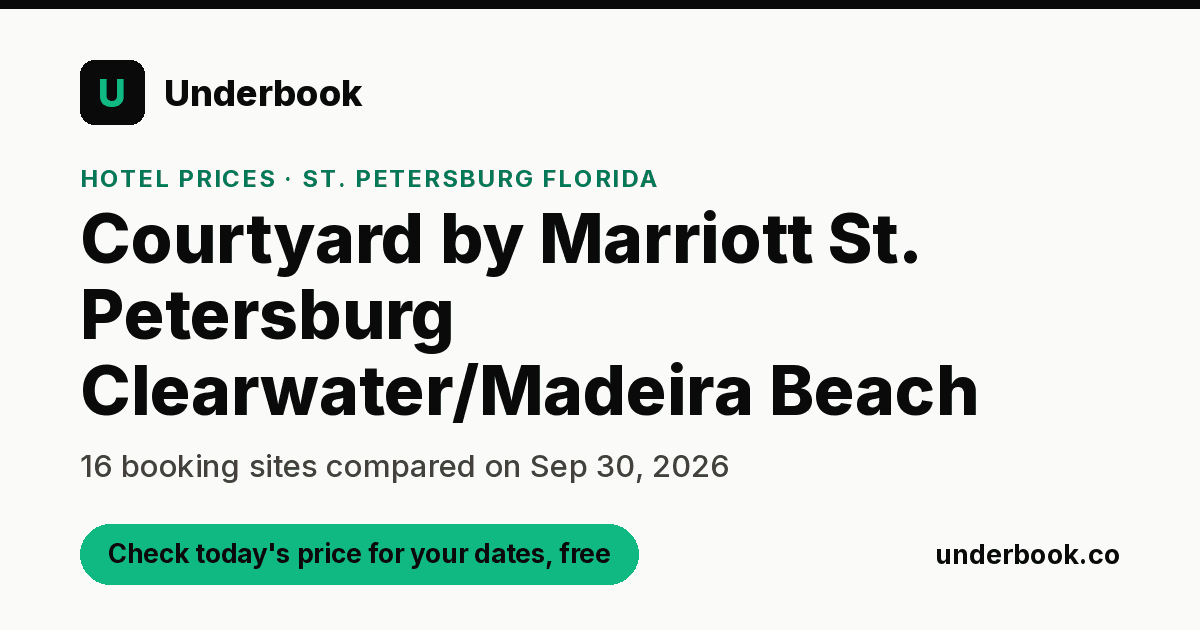 U
Underbook
HOTEL PRICES · ST. PETERSBURG FLORIDA
Courtyard by Marriott St.
Petersburg
Clearwater/Madeira Beach
16 booking sites compared on Sep 30, 2026
Check today's price for your dates, free
underbook.co